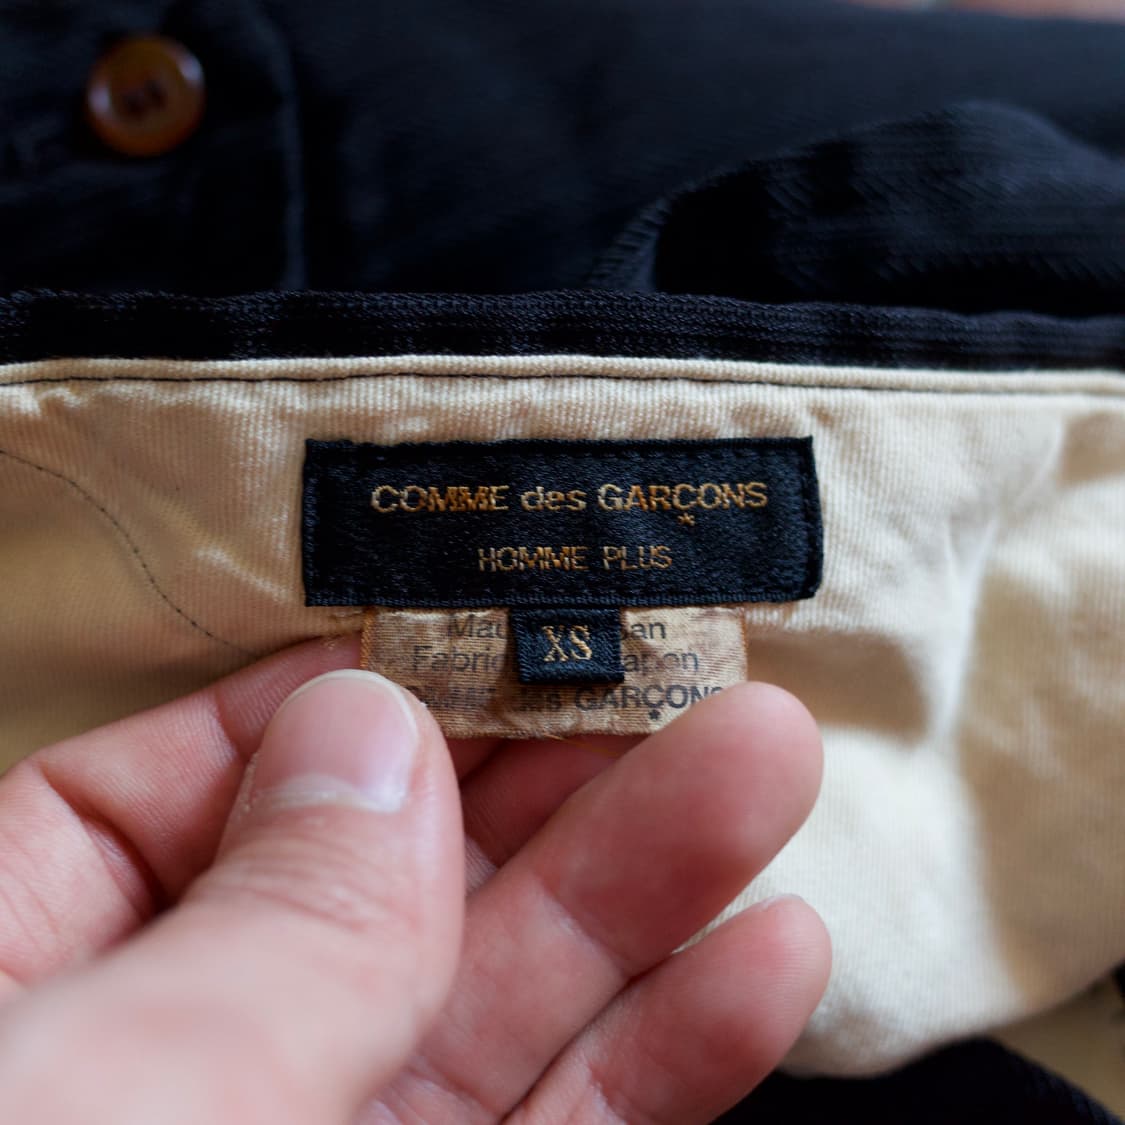 COMME des GARÇONS
*
HOMME PLUS
XS
des GARÇONS
*